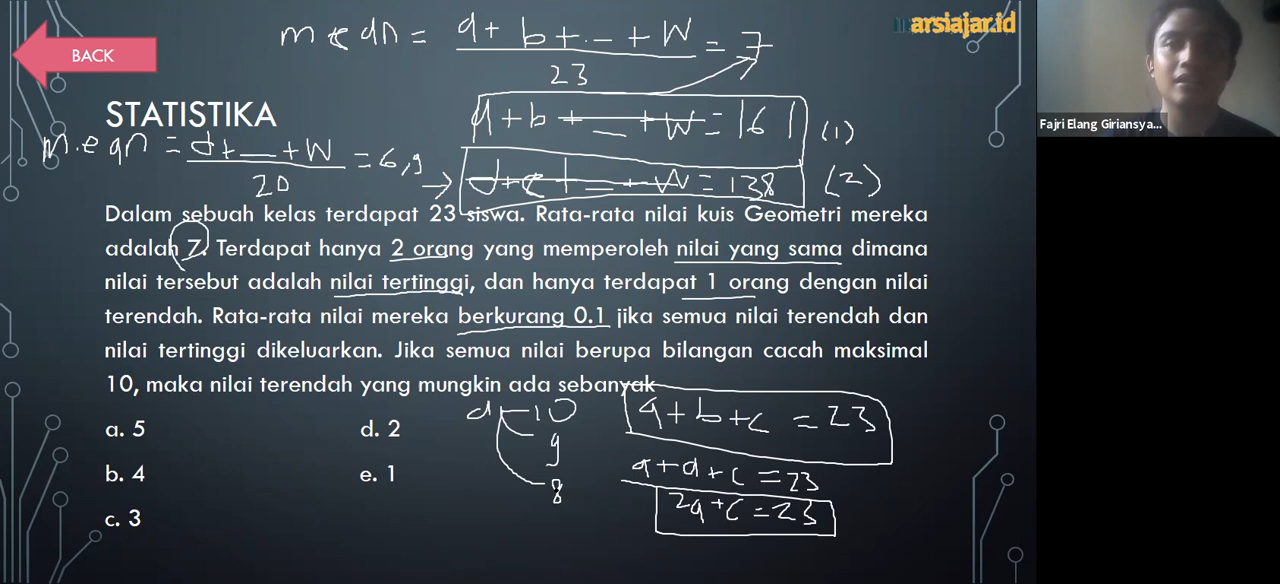 mean = a + b + ... + w / 23 = 7
marsiajar.id
BACK
Fajri Elang Giriansya...
STATISTIKA
a + b + ... + w = 161 (1)
mean = d + ... + w / 20 = 6,9
d + e + ... + w = 138 (2)
Dalam sebuah kelas terdapat 23 siswa. Rata-rata nilai kuis Geometri mereka
adalah 7. Terdapat hanya 2 orang yang memperoleh nilai yang sama dimana
nilai tersebut adalah nilai tertinggi, dan hanya terdapat 1 orang dengan nilai
terendah. Rata-rata nilai mereka berkurang 0.1 jika semua nilai terendah dan
nilai tertinggi dikeluarkan. Jika semua nilai berupa bilangan cacah maksimal
10, maka nilai terendah yang mungkin ada sebanyak
a. 5
b. 4
c. 3
d. 2
e. 1
a 10
9
8
a + b + c = 23
a + a + c = 23
2a + c = 23